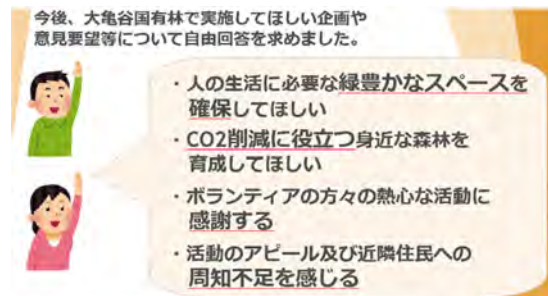 今後、大亀谷国有林で実施してほしい企画や
意見要望等について自由回答を求めました。
・人の生活に必要な緑豊かなスペースを
確保してほしい
・CO2削減に役立つ身近な森林を
育成してほしい
・ボランティアの方々の熱心な活動に
感謝する
・活動のアピール及び近隣住民への
周知不足を感じる